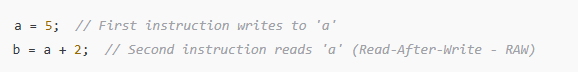 a = 5;  // First instruction writes to 'a'
b = a + 2;  // Second instruction reads 'a' (Read-After-Write - RAW)